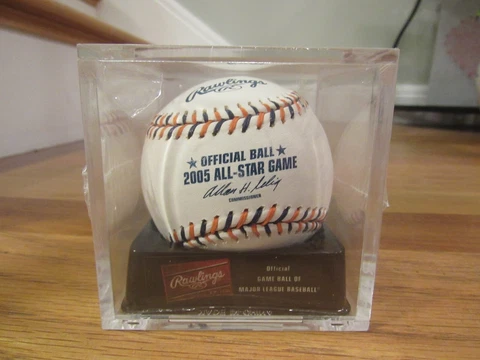 Rawlings
OFFICIAL BALL
2005 ALL-STAR GAME
Allan H. Selig
COMMISSIONER
Rawlings
Official
GAME BALL OF
MAJOR LEAGUE BASEBALL